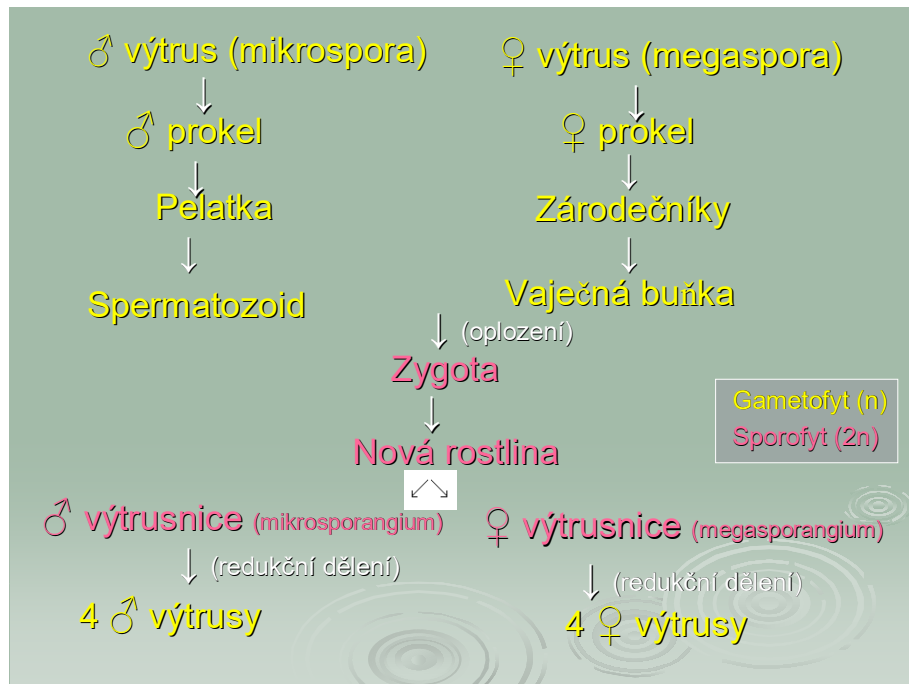 ♂ výtrus (mikrospora)
♀ výtrus (megaspora)
↓
↓
♂ prokel
♀ prokel
↓
↓
Pelatka
Zárodečníky
↓
↓
Spermatozoid
Vaječná buňka
↓ (oplození)
Zygota
↓
Nová rostlina
Gametofyt (n)
Sporofyt (2n)
↙↘
♂ výtrusnice (mikrosporangium)
♀ výtrusnice (megasporangium)
↓ (redukční dělení)
↓ (redukční dělení)
4 ♂ výtrusy
4 ♀ výtrusy